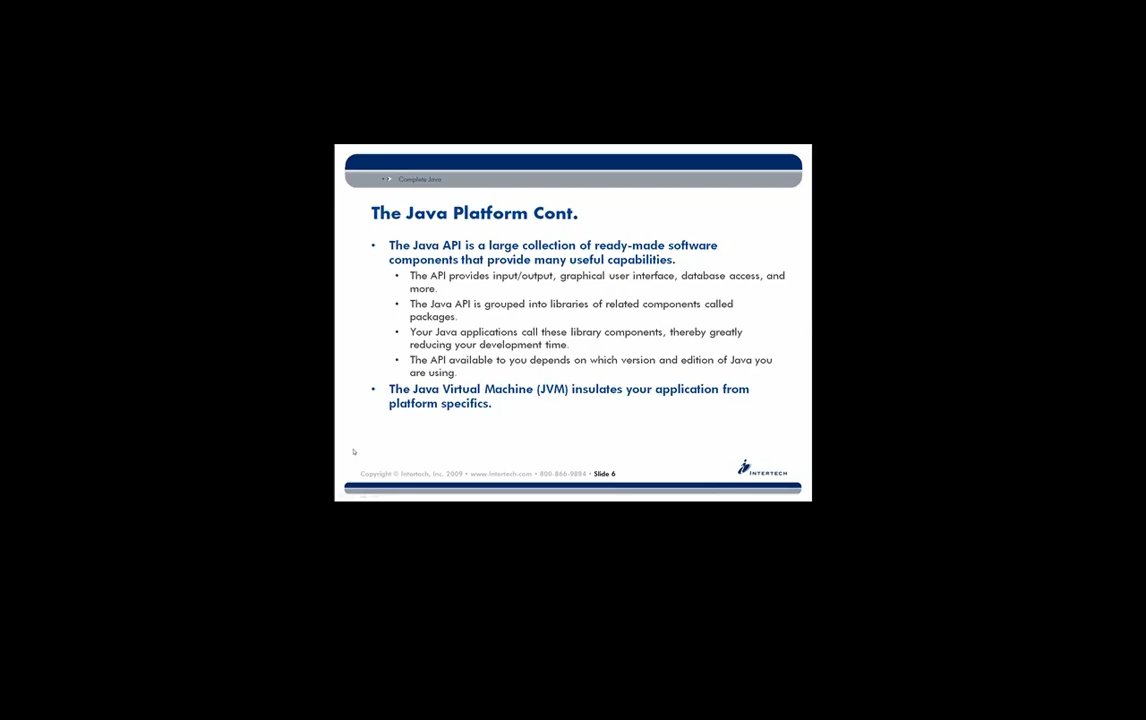 Complete Java
The Java Platform Cont.
• The Java API is a large collection of ready-made software
components that provide many useful capabilities.
• The API provides input/output, graphical user interface, database access, and
more.
• The Java API is grouped into libraries of related components called
packages.
• Your Java applications call these library components, thereby greatly
reducing your development time.
• The API available to you depends on which version and edition of Java you
are using.
• The Java Virtual Machine (JVM) insulates your application from
platform specifics.
Copyright © Intertech, Inc. 2009 • www.Intertech.com • 800-866-9884 • Slide 6
INTERTECH